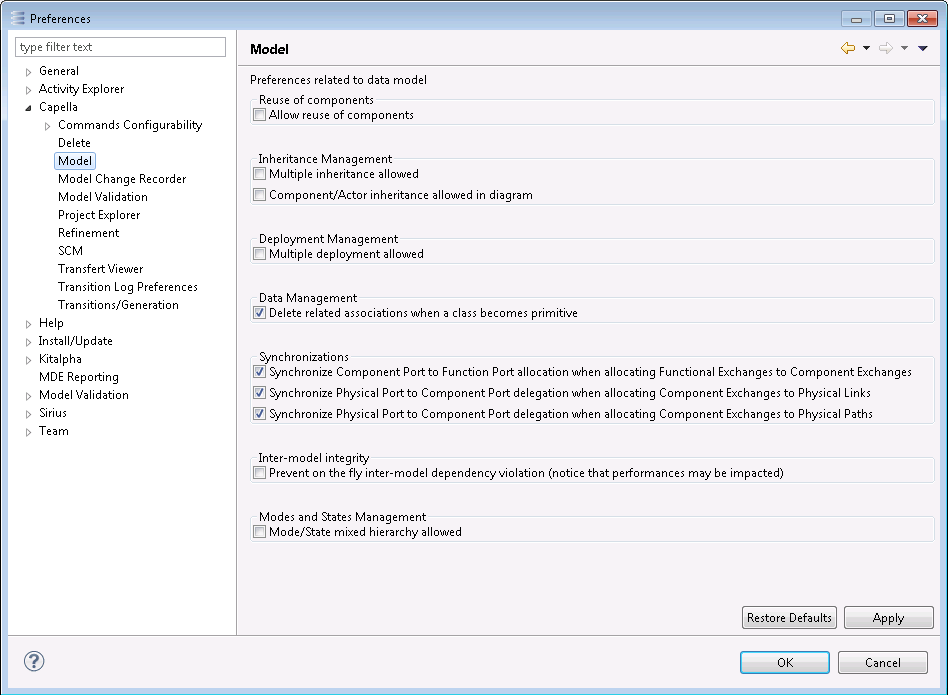 Preferences
type filter text
General
Activity Explorer
Capella
Commands Configurability
Delete
Model
Model Change Recorder
Model Validation
Project Explorer
Refinement
SCM
Transfert Viewer
Transition Log Preferences
Transitions/Generation
Help
Install/Update
Kitalpha
MDE Reporting
Model Validation
Sirius
Team
Model
Preferences related to data model
Reuse of components
Allow reuse of components
Inheritance Management
Multiple inheritance allowed
Component/Actor inheritance allowed in diagram
Deployment Management
Multiple deployment allowed
Data Management
Delete related associations when a class becomes primitive
Synchronizations
Synchronize Component Port to Function Port allocation when allocating Functional Exchanges to Component Exchanges
Synchronize Physical Port to Component Port delegation when allocating Component Exchanges to Physical Links
Synchronize Physical Port to Component Port delegation when allocating Component Exchanges to Physical Paths
Inter-model integrity
Prevent on the fly inter-model dependency violation (notice that performances may be impacted)
Modes and States Management
Mode/State mixed hierarchy allowed
Restore Defaults
Apply
?
OK
Cancel